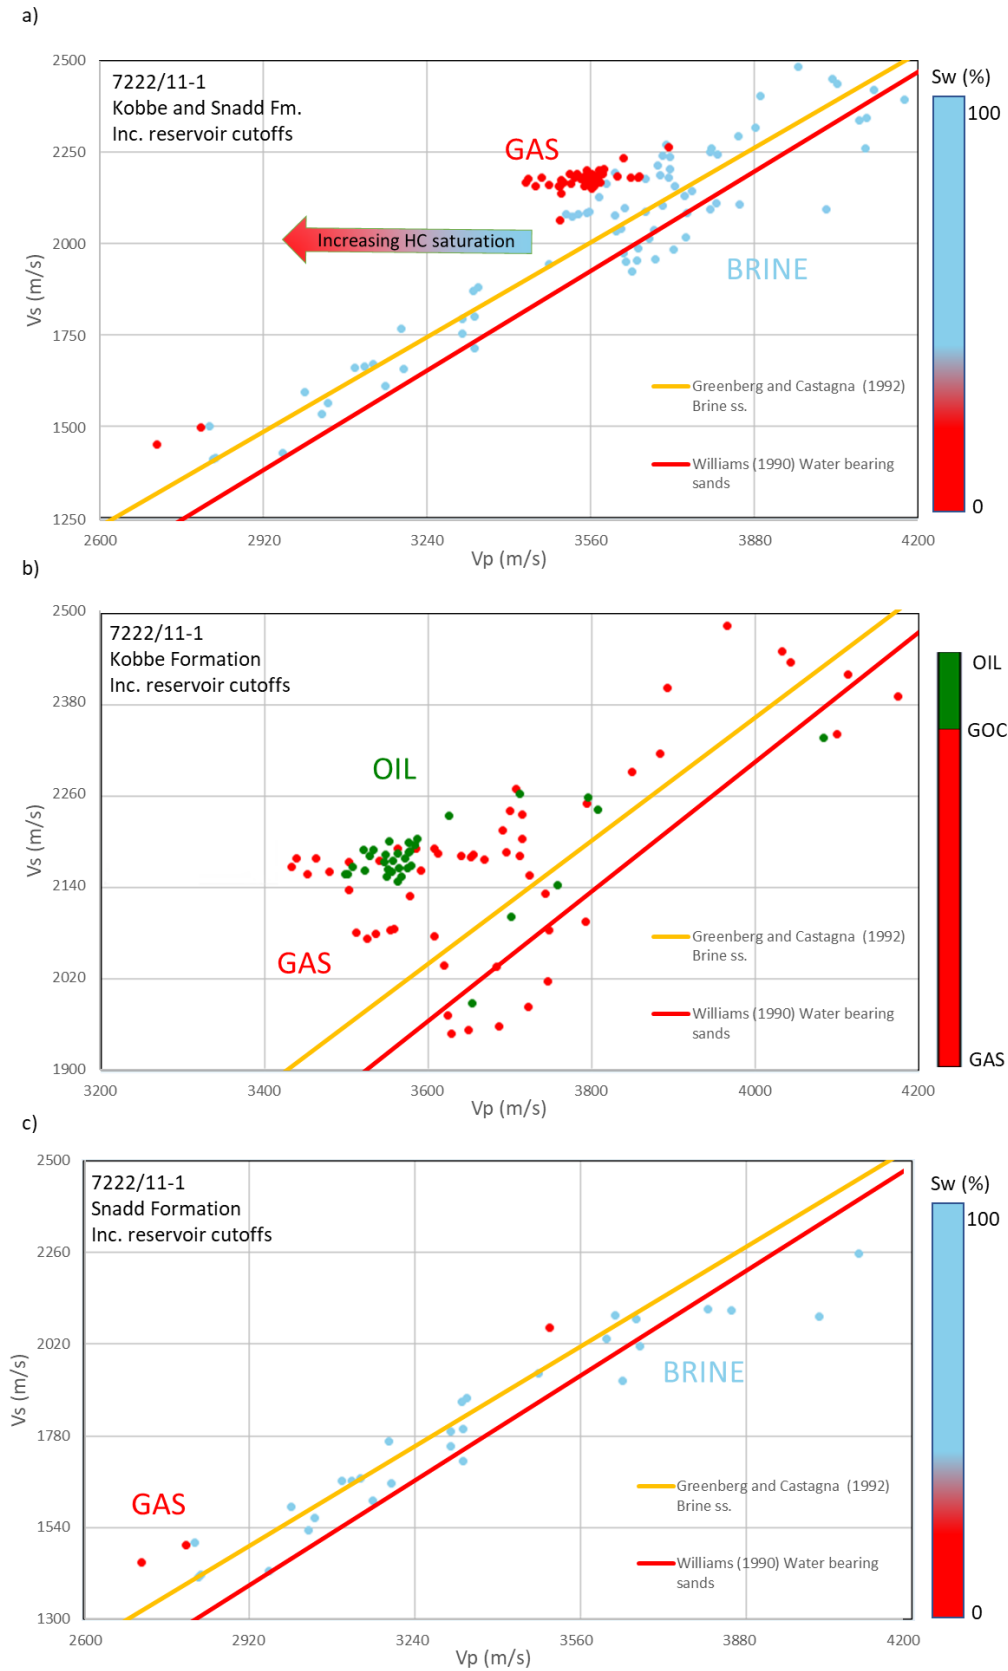 a)
2500
2250
2000
1750
1500
1250
Vs (m/s)
7222/11-1
Kobbe and Snadd Fm.
Inc. reservoir cutoffs
GAS
Increasing HC saturation
BRINE
Greenberg and Castagna (1992)
Brine ss.
Williams (1990) Water bearing
sands
2600 2920 3240 3560 3880 4200
Vp (m/s)
Sw (%)
100
0
b)
2500
2380
2260
2140
2020
1900
Vs (m/s)
7222/11-1
Kobbe Formation
Inc. reservoir cutoffs
OIL
GAS
Greenberg and Castagna (1992)
Brine ss.
Williams (1990) Water bearing
sands
3200 3400 3600 3800 4000 4200
Vp (m/s)
OIL
GOC
GAS
c)
2500
2260
2020
1780
1540
1300
Vs (m/s)
7222/11-1
Snadd Formation
Inc. reservoir cutoffs
BRINE
GAS
Greenberg and Castagna (1992)
Brine ss.
Williams (1990) Water bearing
sands
2600 2920 3240 3560 3880 4200
Vp (m/s)
Sw (%)
100
0